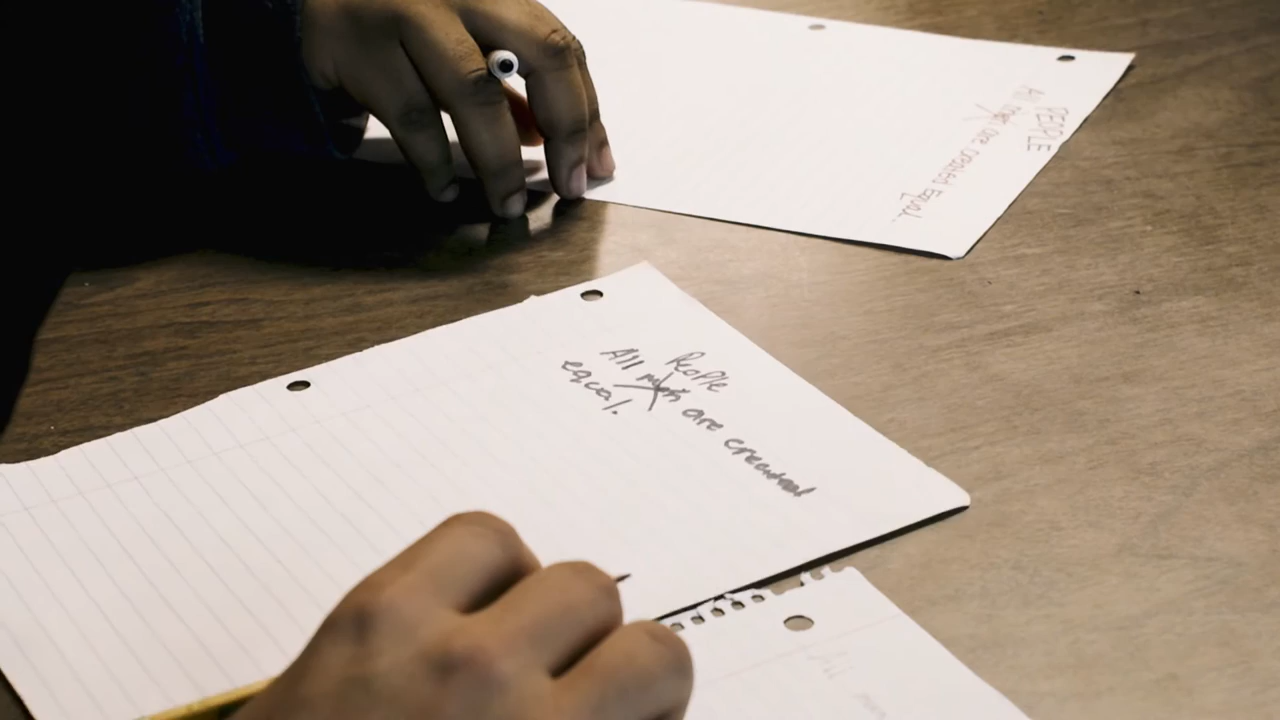 PEOPLE
All men are created Equal.
PeoPle
All men are created
equal.